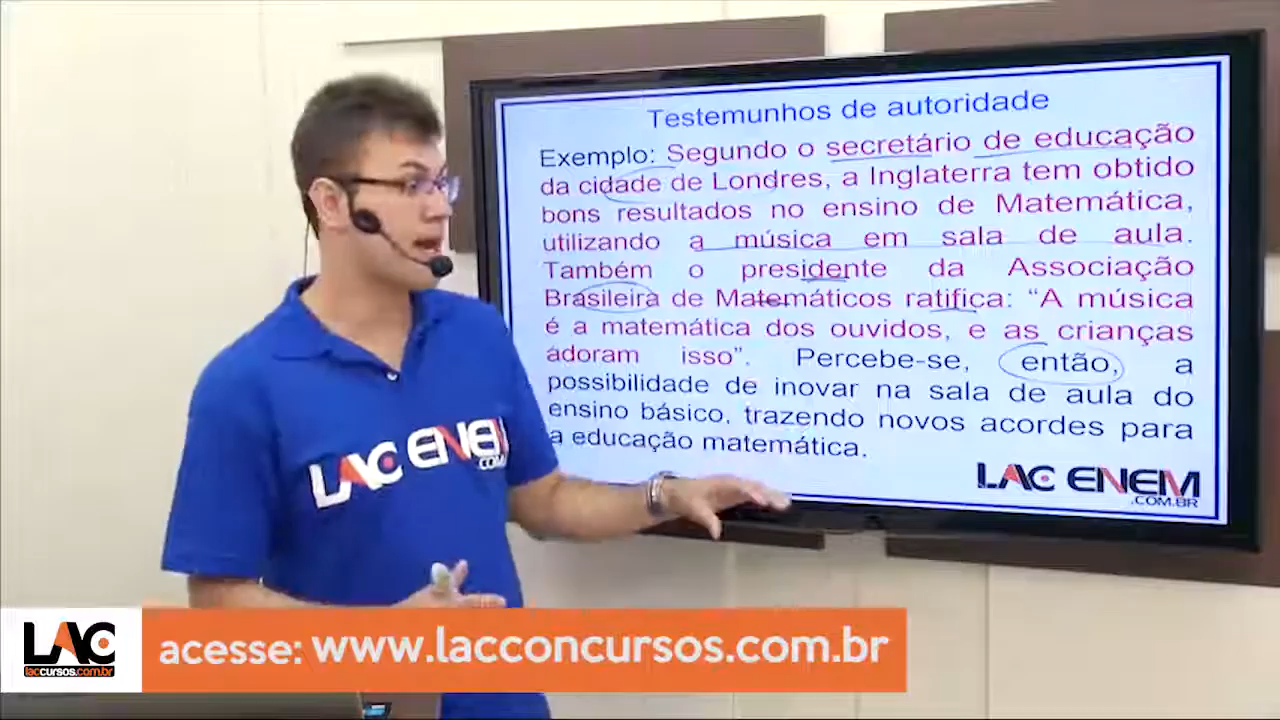 Testemunhos de autoridade
Exemplo: Segundo o secretário de educação
da cidade de Londres, a Inglaterra tem obtido
bons resultados no ensino de Matemática,
utilizando a música em sala de aula.
Também o presidente da Associação
Brasileira de Matemáticos ratifica: “A música
é a matemática dos ouvidos, e as crianças
adoram isso”. Percebe-se, então, a
possibilidade de inovar na sala de aula do
ensino básico, trazendo novos acordes para
a educação matemática.
LAC ENEM
.COM.BR
LAC ENEM
.COM
LAC
laccursos.com.br
acesse: www.lacconcursos.com.br